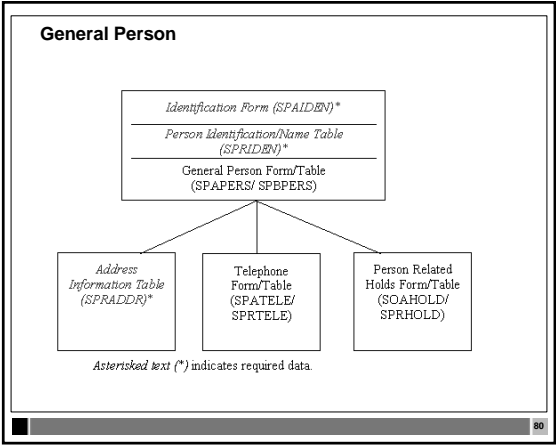 General Person
Identification Form (SPAIDEN)*
Person Identification/Name Table
(SPRIDEN)*
General Person Form/Table
(SPAPERS/ SPBPERS)
Address
Information Table
(SPRADDR)*
Telephone
Form/Table
(SPATELE/
SPRTELE)
Person Related
Holds Form/Table
(SOAHOLD/
SPRHOLD)
Asterisked text (*) indicates required data.
80